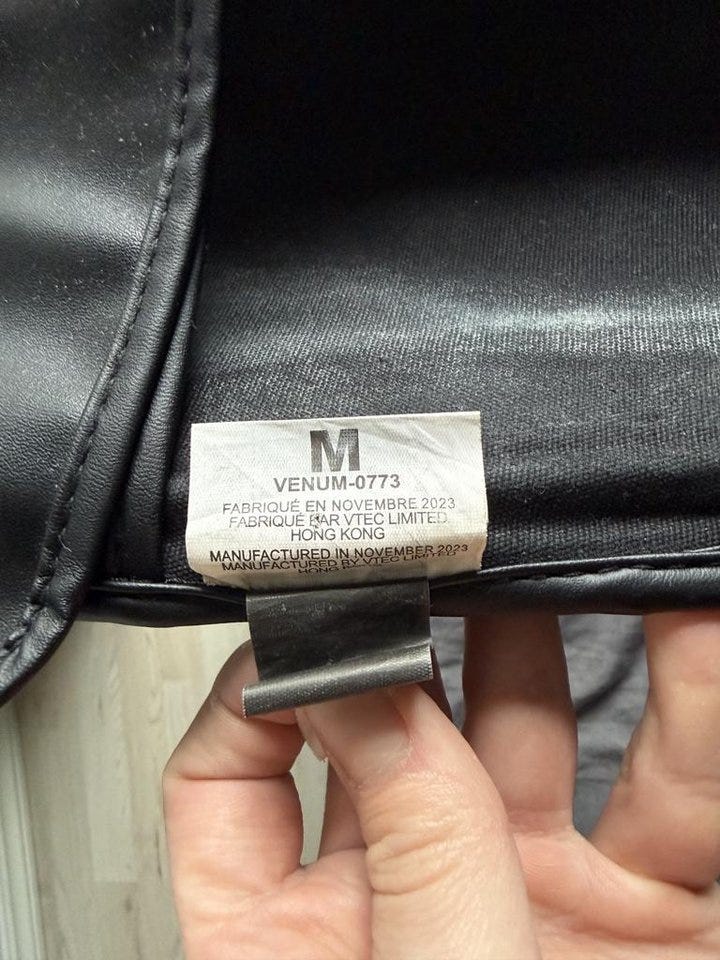 M
VENUM-0773
FABRIQUÉ EN NOVEMBRE 2023
FABRIQUÉ PAR VTEC LIMITED
HONG KONG
MANUFACTURED IN NOVEMBER 2023
MANUFACTURED BY VTEC LIMITED
HONG